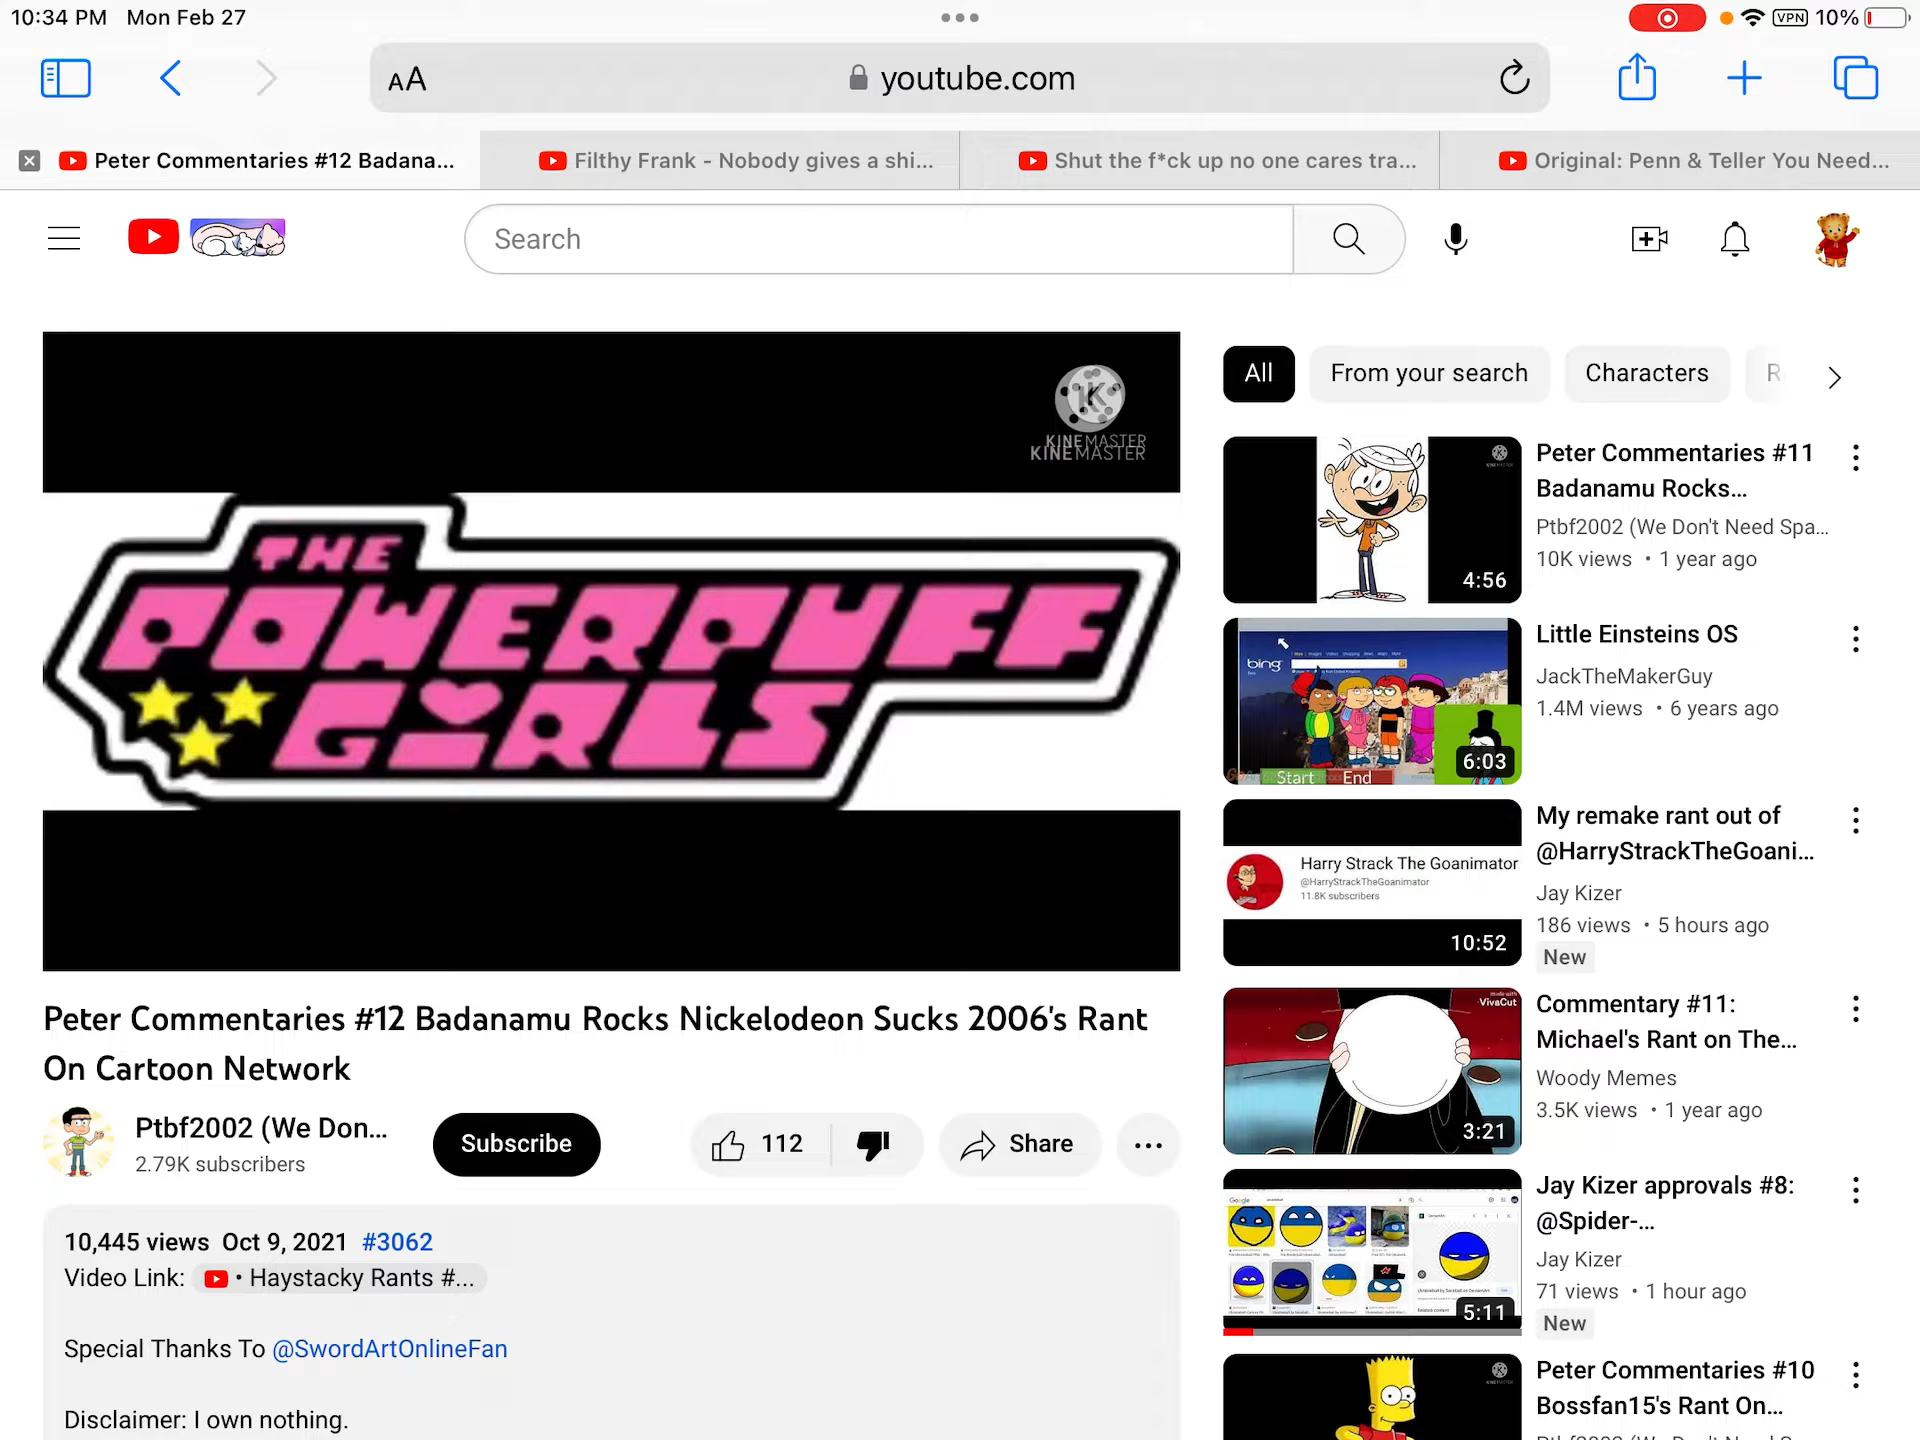 10:34 PM Mon Feb 27
VPN 10%
AA youtube.com
Peter Commentaries #12 Badana...
Filthy Frank - Nobody gives a shi...
Shut the f*ck up no one cares tra...
Original: Penn & Teller You Need...
Search
KINEMASTER
KINEMASTER
THE
POWERPUFF
GIRLS
Peter Commentaries #12 Badanamu Rocks Nickelodeon Sucks 2006's Rant
On Cartoon Network
Ptbf2002 (We Don...
2.79K subscribers
Subscribe
112
Share
10,445 views Oct 9, 2021 #3062
Video Link: • Haystacky Rants #...
Special Thanks To @SwordArtOnlineFan
Disclaimer: I own nothing.
All
From your search
Characters
R
4:56
Peter Commentaries #11
Badanamu Rocks...
Ptbf2002 (We Don't Need Spa...
10K views • 1 year ago
bing
Start End
6:03
Little Einsteins OS
JackTheMakerGuy
1.4M views • 6 years ago
Harry Strack The Goanimator
@HarryStrackTheGoanimator
11.8K subscribers
10:52
My remake rant out of
@HarryStrackTheGoani...
Jay Kizer
186 views • 5 hours ago
New
made with
VivaCut
3:21
Commentary #11:
Michael's Rant on The...
Woody Memes
3.5K views • 1 year ago
Google
5:11
Jay Kizer approvals #8:
@Spider-...
Jay Kizer
71 views • 1 hour ago
New
Peter Commentaries #10
Bossfan15's Rant On...